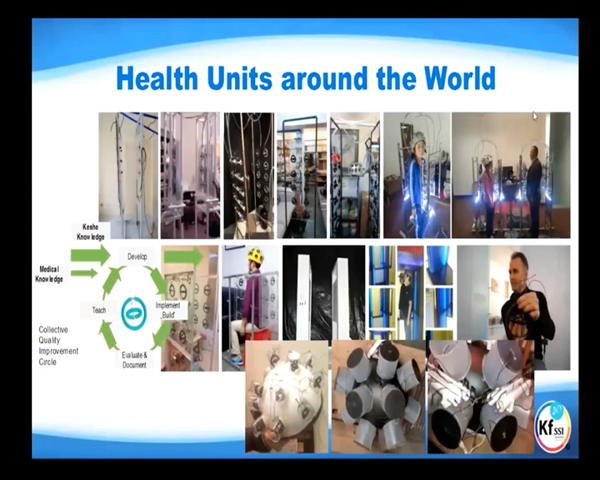 Health Units around the World
Keshe
Knowledge
Medical
Knowledge
Develop
Teach
Implement
„Build“
Evaluate &
Document
Collective
Quality
Improvement
Circle
Kf SSI